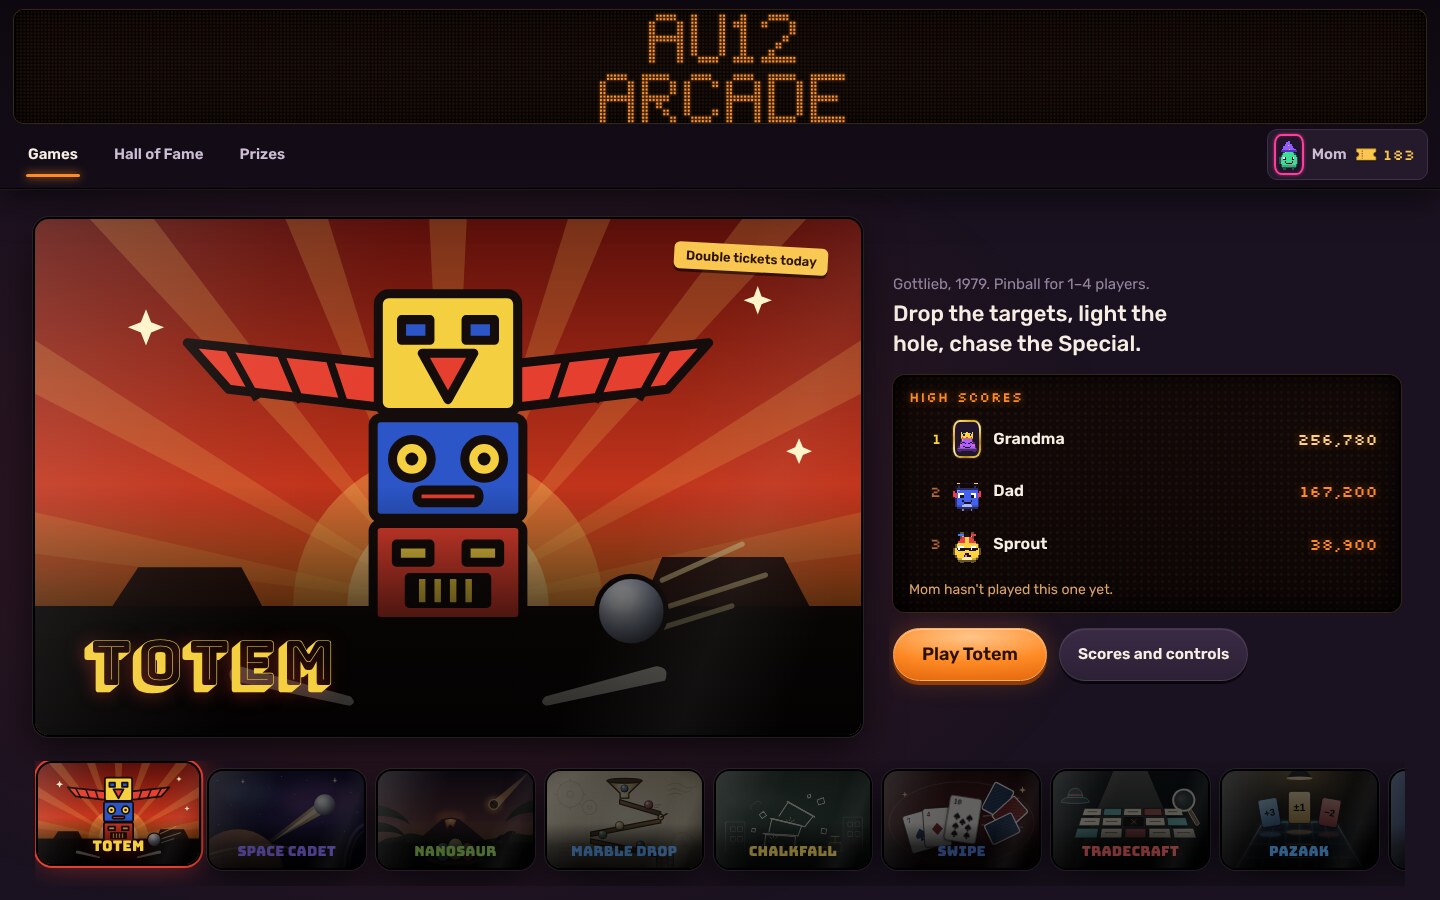 AU12
ARCADE
Games
Hall of Fame
Prizes
Mom 183
Double tickets today
TOTEM
Gottlieb, 1979. Pinball for 1–4 players.
Drop the targets, light the
hole, chase the Special.
HIGH SCORES
1 Grandma 256,780
2 Dad 167,200
3 Sprout 38,900
Mom hasn't played this one yet.
Play Totem
Scores and controls
TOTEM
SPACE CADET
NANOSAUR
MARBLE DROP
CHALKFALL
SWIPE
TRADECRAFT
+3 ±1 −2
PAZAAK